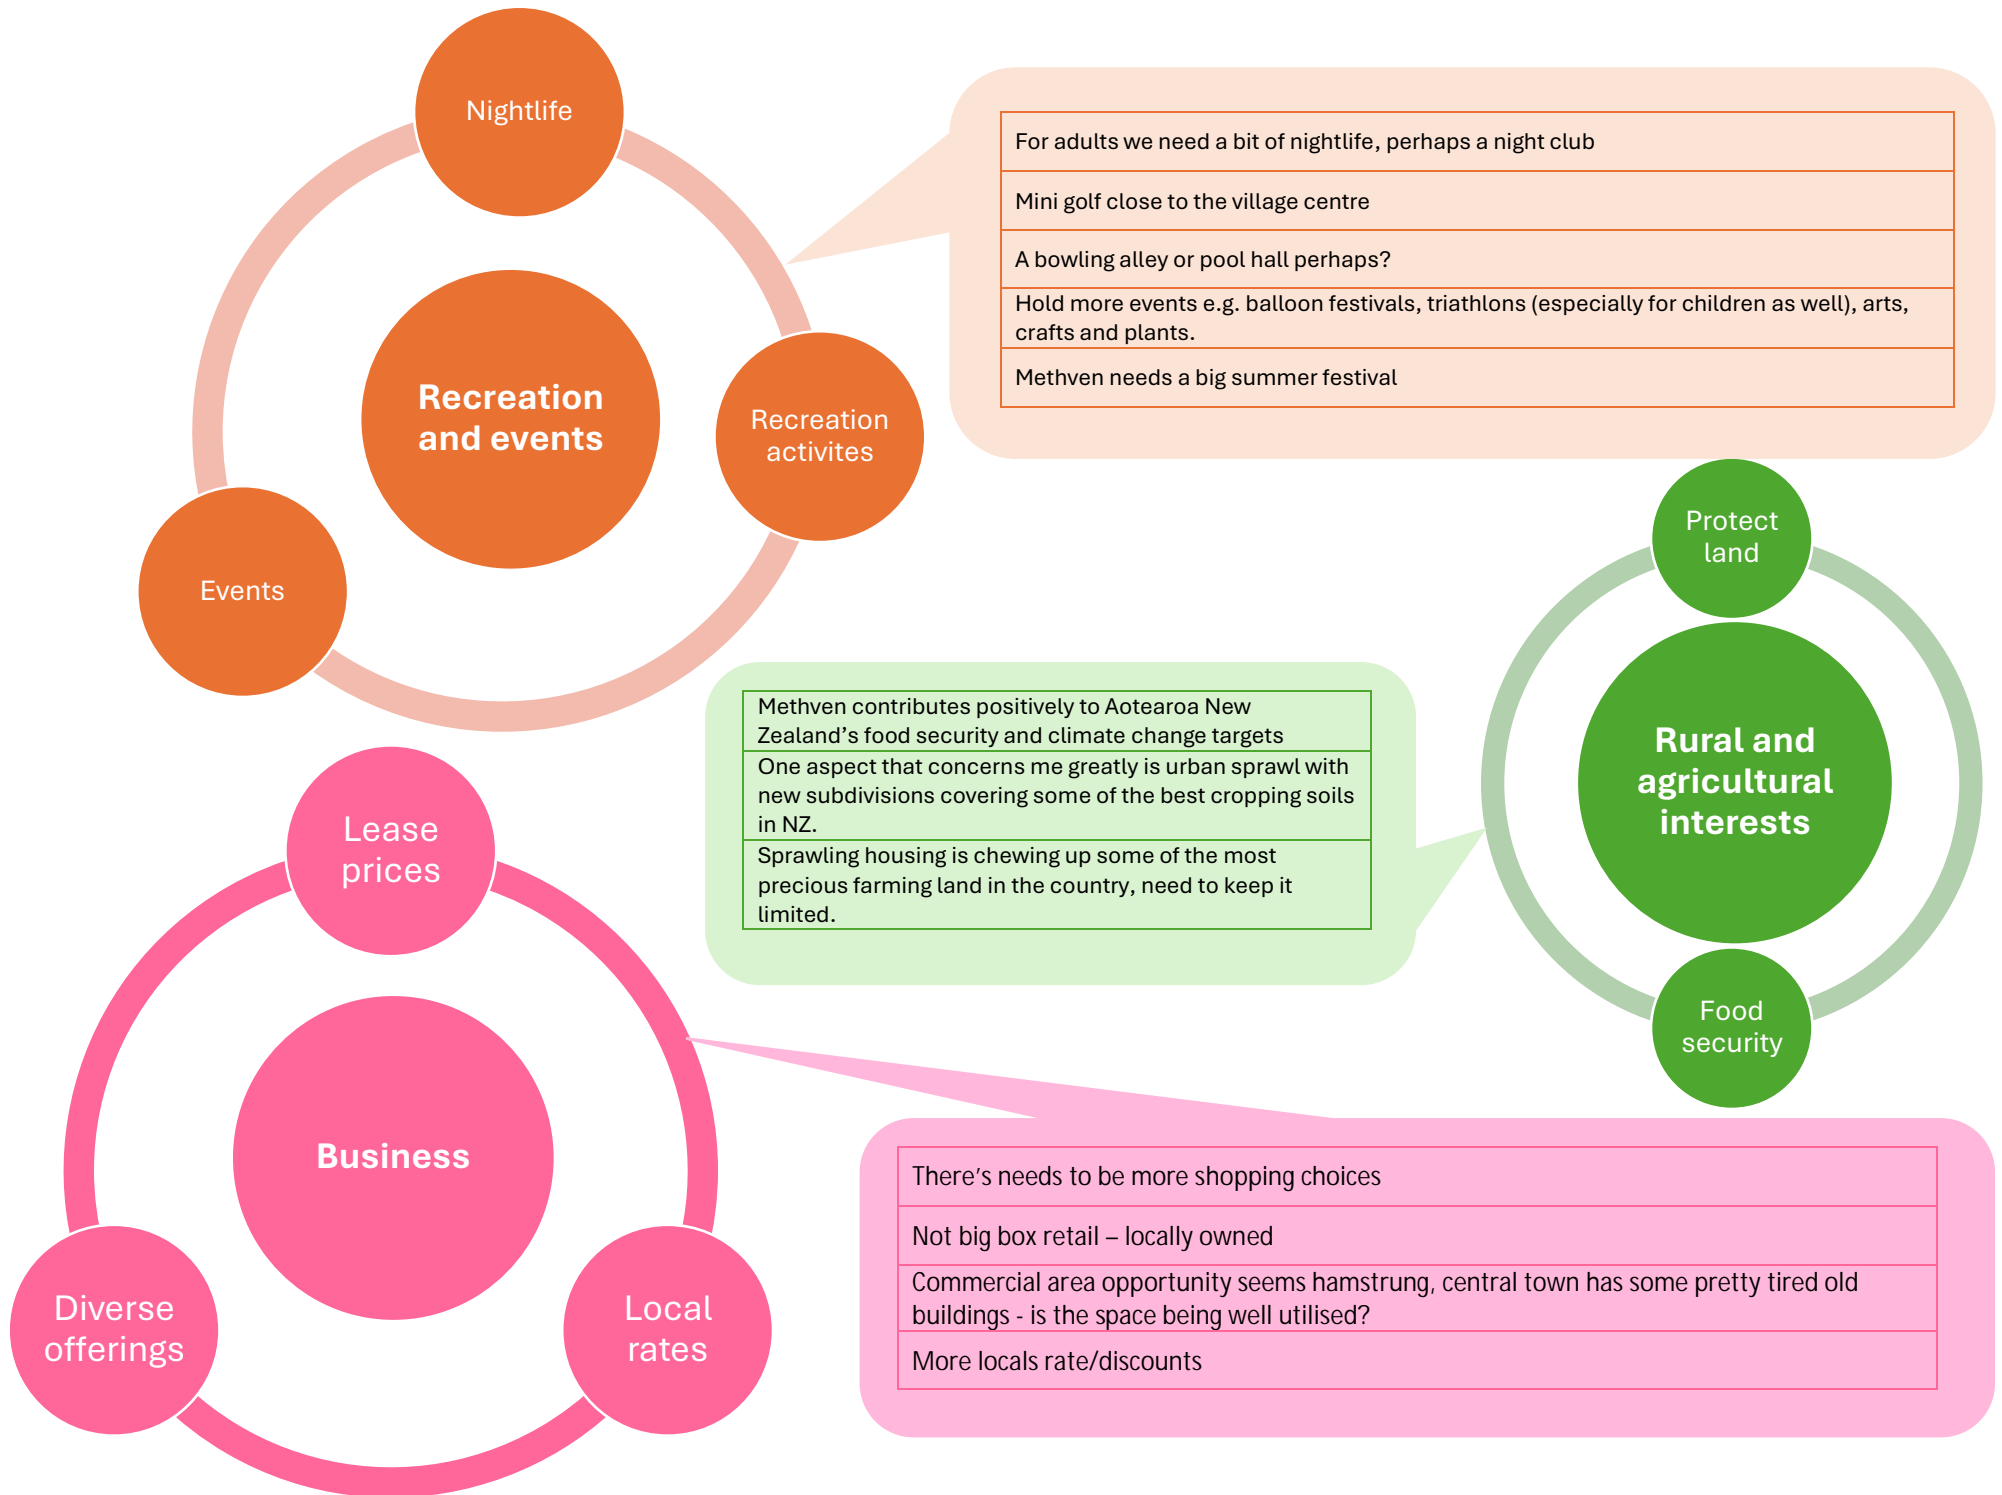 Nightlife
Recreation
and events
Recreation
activites
Events
For adults we need a bit of nightlife, perhaps a night club
Mini golf close to the village centre
A bowling alley or pool hall perhaps?
Hold more events e.g. balloon festivals, triathlons (especially for children as well), arts,
crafts and plants.
Methven needs a big summer festival
Protect
land
Rural and
agricultural
interests
Food
security
Methven contributes positively to Aotearoa New
Zealand’s food security and climate change targets
One aspect that concerns me greatly is urban sprawl with
new subdivisions covering some of the best cropping soils
in NZ.
Sprawling housing is chewing up some of the most
precious farming land in the country, need to keep it
limited.
Lease
prices
Business
Diverse
offerings
Local
rates
There’s needs to be more shopping choices
Not big box retail – locally owned
Commercial area opportunity seems hamstrung, central town has some pretty tired old
buildings - is the space being well utilised?
More locals rate/discounts